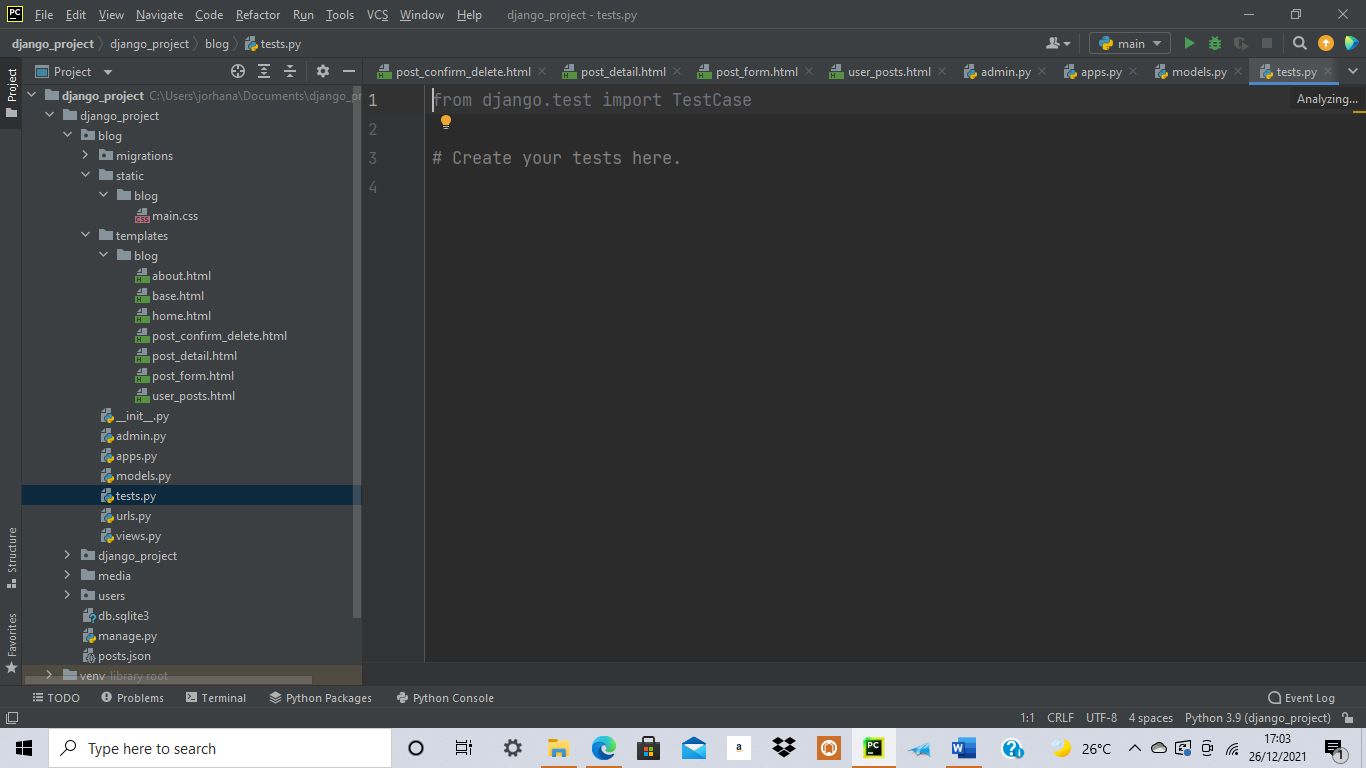 File Edit View Navigate Code Refactor Run Tools VCS Window Help django_project - tests.py
django_project django_project blog tests.py main
Project post_confirm_delete.html post_detail.html post_form.html user_posts.html admin.py apps.py models.py tests.py
Project
django_project C:\Users\jorhana\Documents\django_pr
django_project
blog
migrations
static
blog
main.css
templates
blog
about.html
base.html
home.html
post_confirm_delete.html
post_detail.html
post_form.html
user_posts.html
__init__.py
admin.py
apps.py
models.py
tests.py
urls.py
views.py
django_project
media
users
db.sqlite3
manage.py
posts.json
venv library root
Structure
Favorites
1 from django.test import TestCase
2
3 # Create your tests here.
4
Analyzing...
TODO Problems Terminal Python Packages Python Console Event Log
1:1 CRLF UTF-8 4 spaces Python 3.9 (django_project)
Type here to search
a
PC
W
26°C
17:03
26/12/2021
1